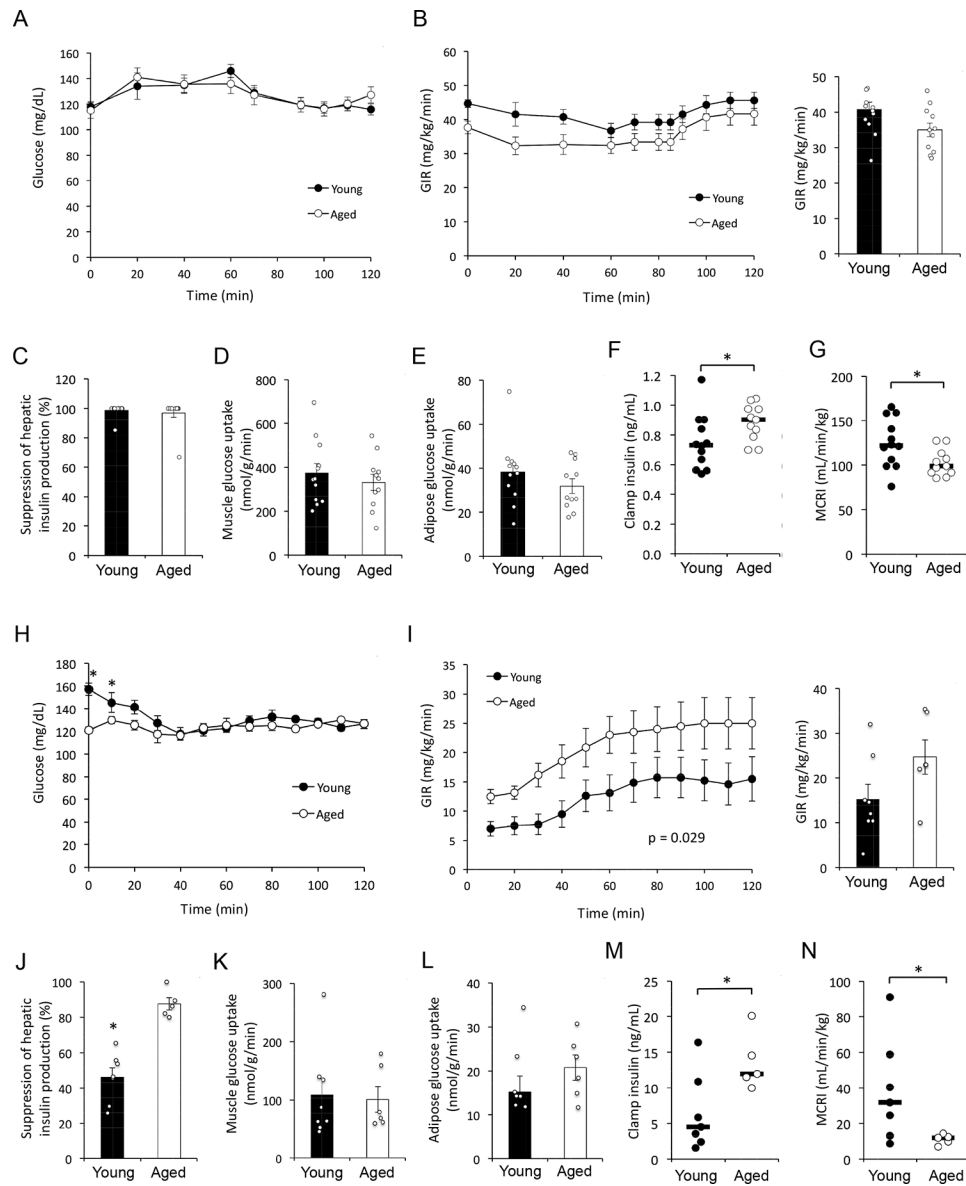 A
Glucose (mg/dL)
160
140
120
100
80
60
40
20
0
0 20 40 60 80 100 120
Time (min)
Young
Aged
B
GIR (mg/kg/min)
60
50
40
30
20
10
0
0 20 40 60 80 100 120
Time (min)
Young
Aged
GIR (mg/kg/min)
50
40
30
20
10
0
Young Aged
C
Suppression of hepatic
insulin production (%)
120
100
80
60
40
20
0
Young Aged
D
Muscle glucose uptake
(nmol/g/min)
800
600
400
200
0
Young Aged
E
Adipose glucose uptake
(nmol/g/min)
80
60
40
20
0
Young Aged
F
Clamp insulin (ng/mL)
1.2
1.0
0.8
0.6
0.4
0.2
0.0
*
Young Aged
G
MCRI (mL/min/kg)
200
150
100
50
0
*
Young Aged
H
Glucose (mg/dL)
180
160
140
120
100
80
60
40
20
0
* *
0 20 40 60 80 100 120
Time (min)
Young
Aged
I
GIR (mg/kg/min)
35
30
25
20
15
10
5
0
0 20 40 60 80 100 120
Time (min)
Young
Aged
p = 0.029
GIR (mg/kg/min)
40
30
20
10
0
Young Aged
J
Suppression of hepatic
insulin production (%)
100
80
60
40
20
0
*
Young Aged
K
Muscle glucose uptake
(nmol/g/min)
300
200
100
0
Young Aged
L
Adipose glucose uptake
(nmol/g/min)
40
30
20
10
0
Young Aged
M
Clamp insulin (ng/mL)
25
20
15
10
5
0
*
Young Aged
N
MCRI (mL/min/kg)
100
80
60
40
20
0
*
Young Aged